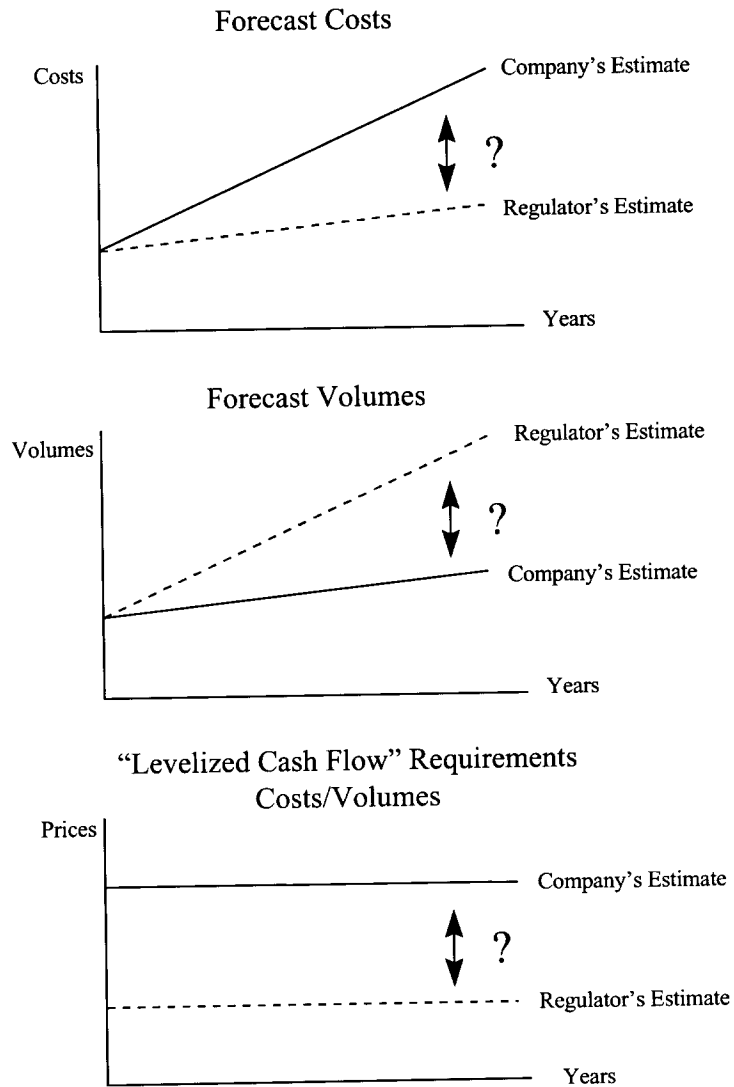 Forecast Costs
Costs
Company's Estimate
?
Regulator's Estimate
Years
Forecast Volumes
Volumes
Regulator's Estimate
?
Company's Estimate
Years
“Levelized Cash Flow” Requirements
Costs/Volumes
Prices
Company's Estimate
?
Regulator's Estimate
Years